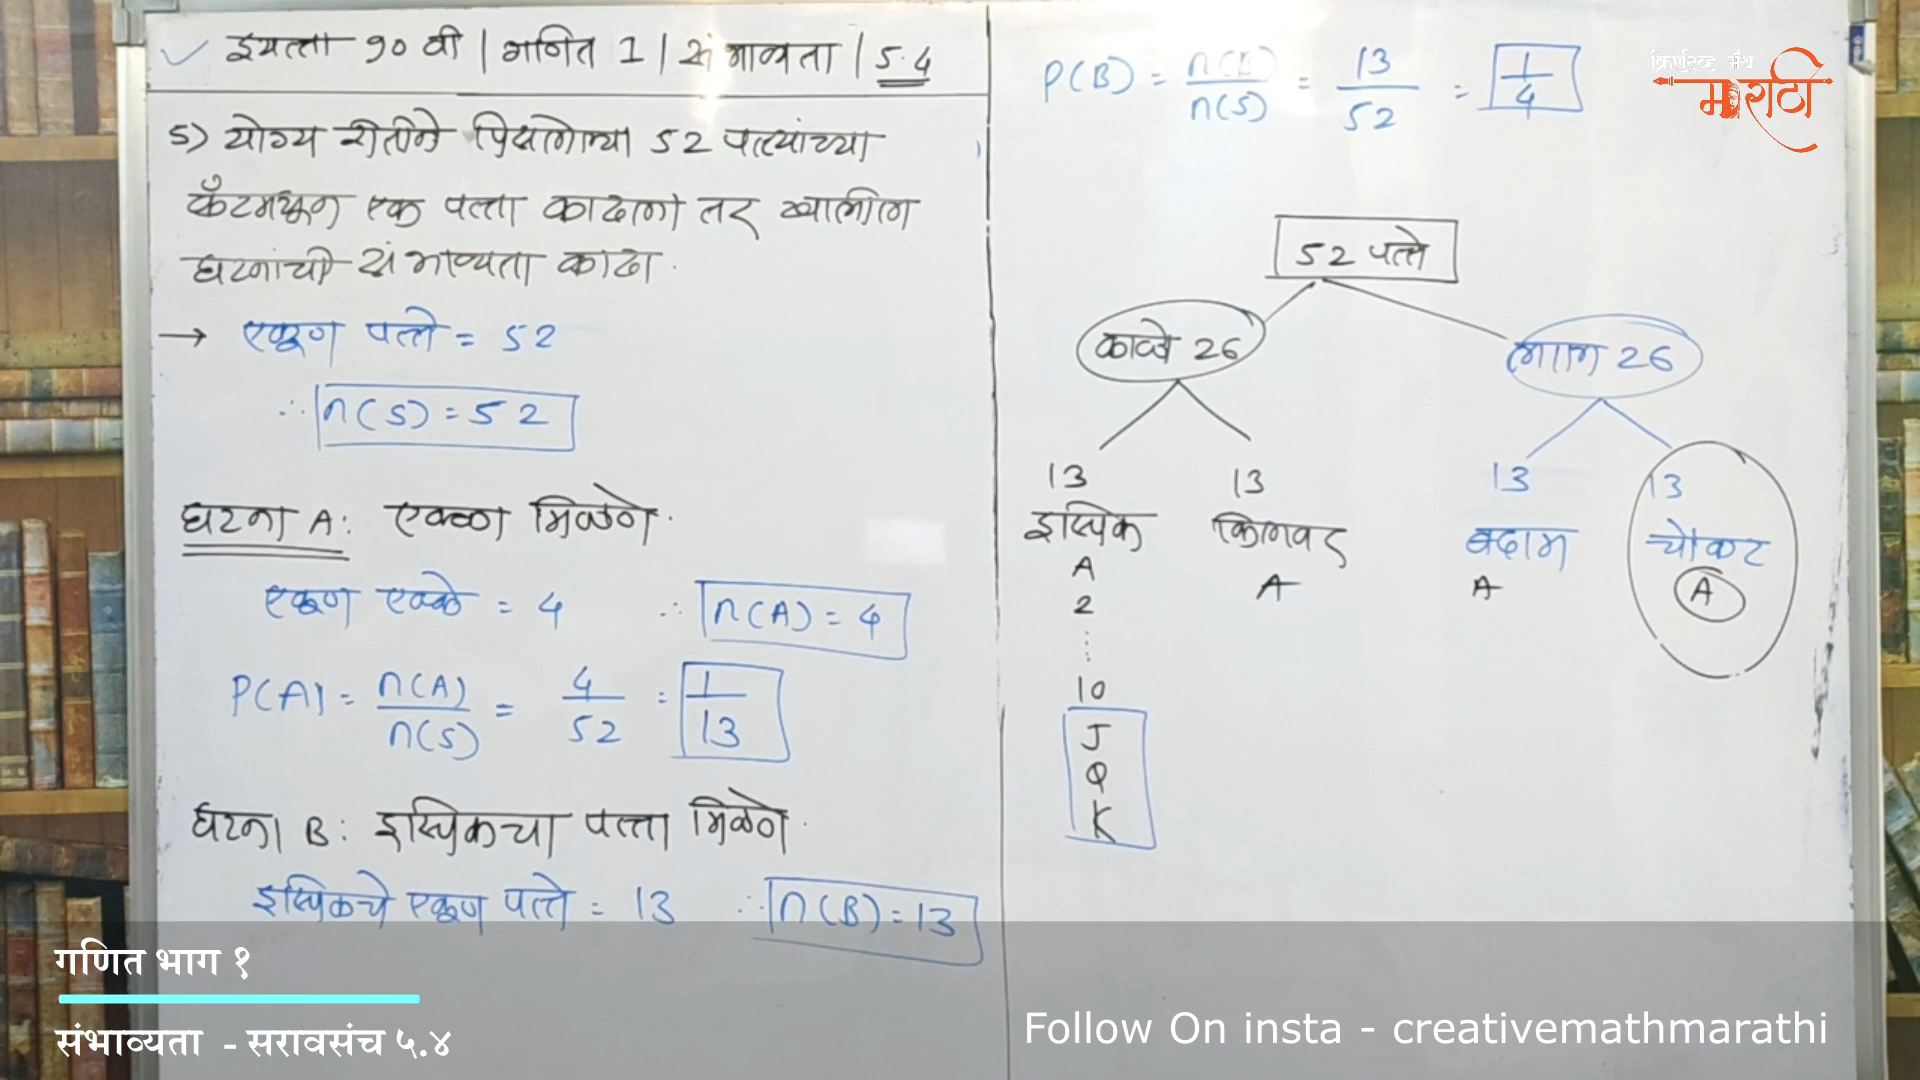 इयत्ता १० वी | गणित 1 | संभाव्यता | 5.4
5) योग्य रीतीने पिसलेल्या 52 पत्त्यांच्या
कॅटमधून एक पत्ता काढला तर खालील
घटनांची संभाव्यता काढा.
→ एकूण पत्ते = 52
∴ n(S) = 52
घटना A: एक्का मिळणे.
एकूण एक्के = 4 ∴ n(A) = 4
P(A) = n(A)/n(S) = 4/52 = 1/13
घटना B: इस्पिकचा पत्ता मिळणे.
इस्पिकचे एकूण पत्ते = 13 ∴ n(B) = 13
P(B) = n(B)/n(S) = 13/52 = 1/4
52 पत्ते
काळे 26 लाल 26
13 13 13 13
इस्पिक किलवर बदाम चौकट
A A A A
2
⋮
10
J
Q
K
क्रिएटिव्ह मॅथ
मराठी
गणित भाग १
संभाव्यता - सरावसंच ५.४
Follow On insta - creativemathmarathi